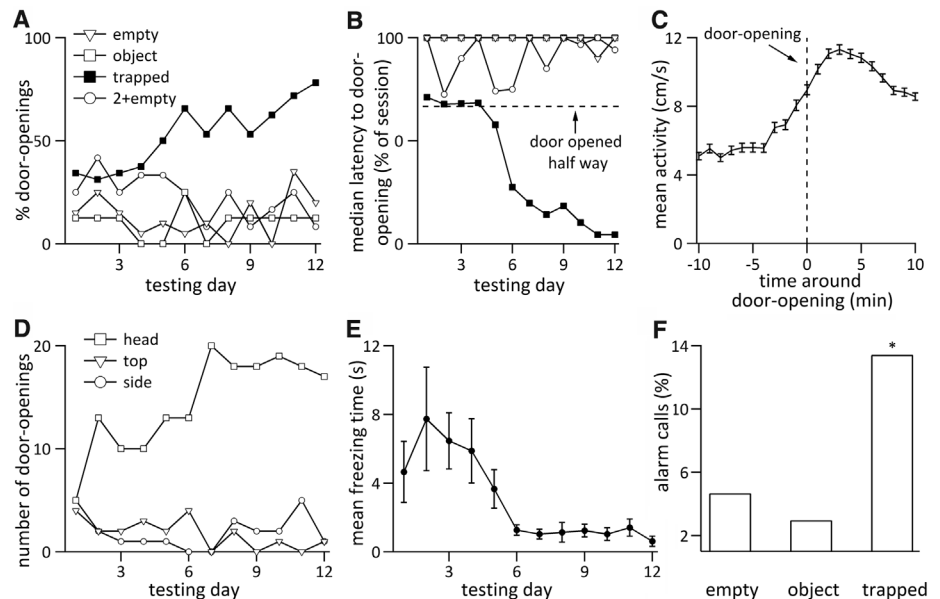 A
empty
object
trapped
2+empty
100
50
0
3
6
9
12
% door-openings
testing day
B
100
0
0
3
6
9
12
median latency to door-
opening (% of session)
door opened
half way
testing day
C
door-opening
12
8
4
0
-10
-5
0
5
10
mean activity (cm/s)
time around
door-opening (min)
D
head
top
side
20
10
0
3
6
9
12
number of door-openings
testing day
E
12
8
4
0
3
6
9
12
mean freezing time (s)
testing day
F
14
10
6
2
*
alarm calls (%)
empty
object
trapped